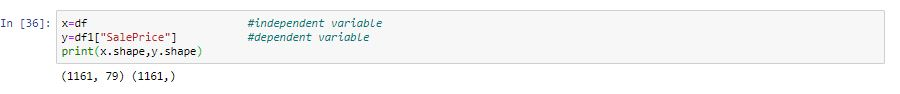 In [36]: x=df #independent variable
y=df1["SalePrice"] #dependent variable
print(x.shape,y.shape)
(1161, 79) (1161,)